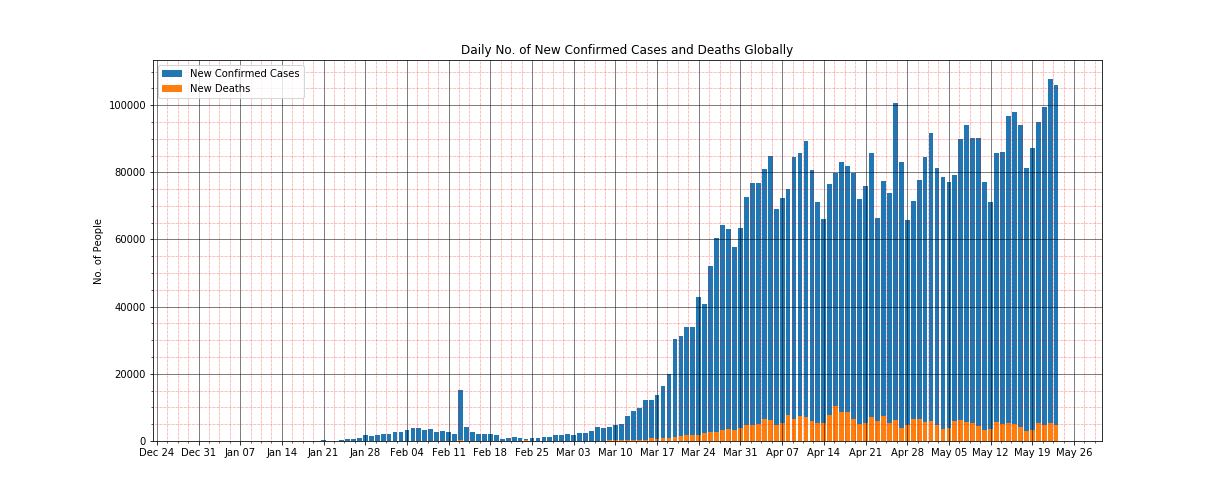 Daily No. of New Confirmed Cases and Deaths Globally
New Confirmed Cases
New Deaths
No. of People
100000
80000
60000
40000
20000
0
Dec 24 Dec 31 Jan 07 Jan 14 Jan 21 Jan 28 Feb 04 Feb 11 Feb 18 Feb 25 Mar 03 Mar 10 Mar 17 Mar 24 Mar 31 Apr 07 Apr 14 Apr 21 Apr 28 May 05 May 12 May 19 May 26